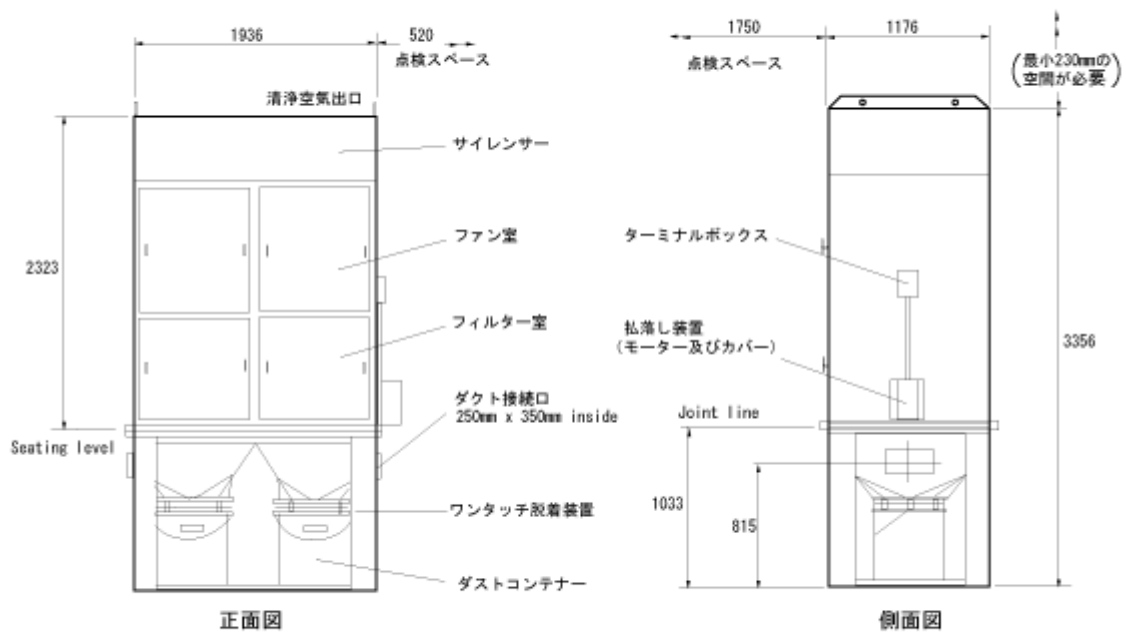 1936
520
点検スペース
清浄空気出口
サイレンサー
ファン室
2323
フィルター室
ダクト接続口
250mm x 350mm inside
Seating level
ワンタッチ脱着装置
ダストコンテナー
正面図
1750
1176
点検スペース
(最小230mmの
空間が必要)
ターミナルボックス
払落し装置
(モーター及びカバー)
3356
Joint line
1033
815
側面図